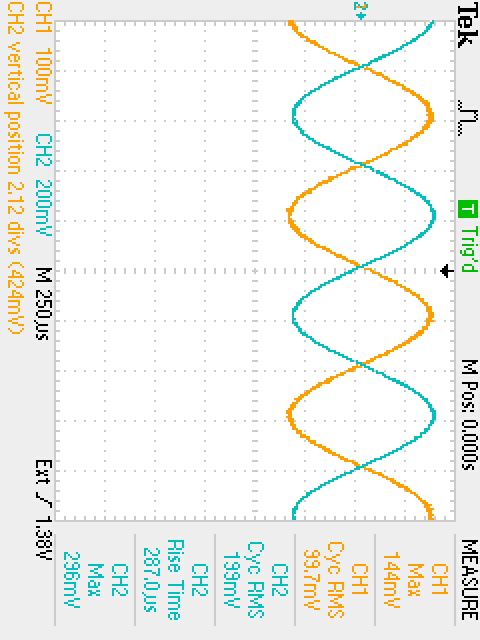 Tek T Trig'd M Pos: 0.000s MEASURE
CH1
Max
144mV
CH1
Cyc RMS
99.7mV
2
CH2
Cyc RMS
199mV
CH2
Rise Time
287.0µs
CH2
Max
296mV
CH1 100mV CH2 200mV M 250µs Ext 1.38V
CH2 vertical position 2.12 divs (424mV)